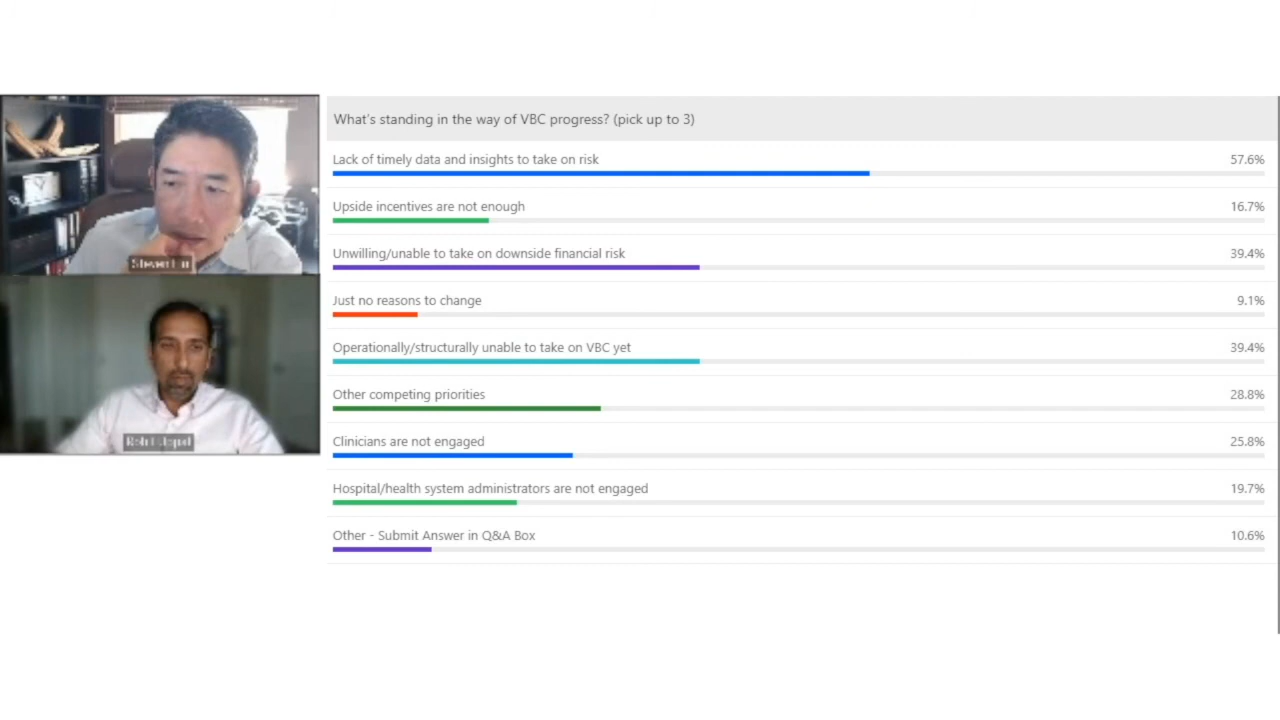 What's standing in the way of VBC progress? (pick up to 3)
Lack of timely data and insights to take on risk 57.6%
Upside incentives are not enough 16.7%
Unwilling/unable to take on downside financial risk 39.4%
Just no reasons to change 9.1%
Operationally/structurally unable to take on VBC yet 39.4%
Other competing priorities 28.8%
Clinicians are not engaged 25.8%
Hospital/health system administrators are not engaged 19.7%
Other - Submit Answer in Q&A Box 10.6%
Steven